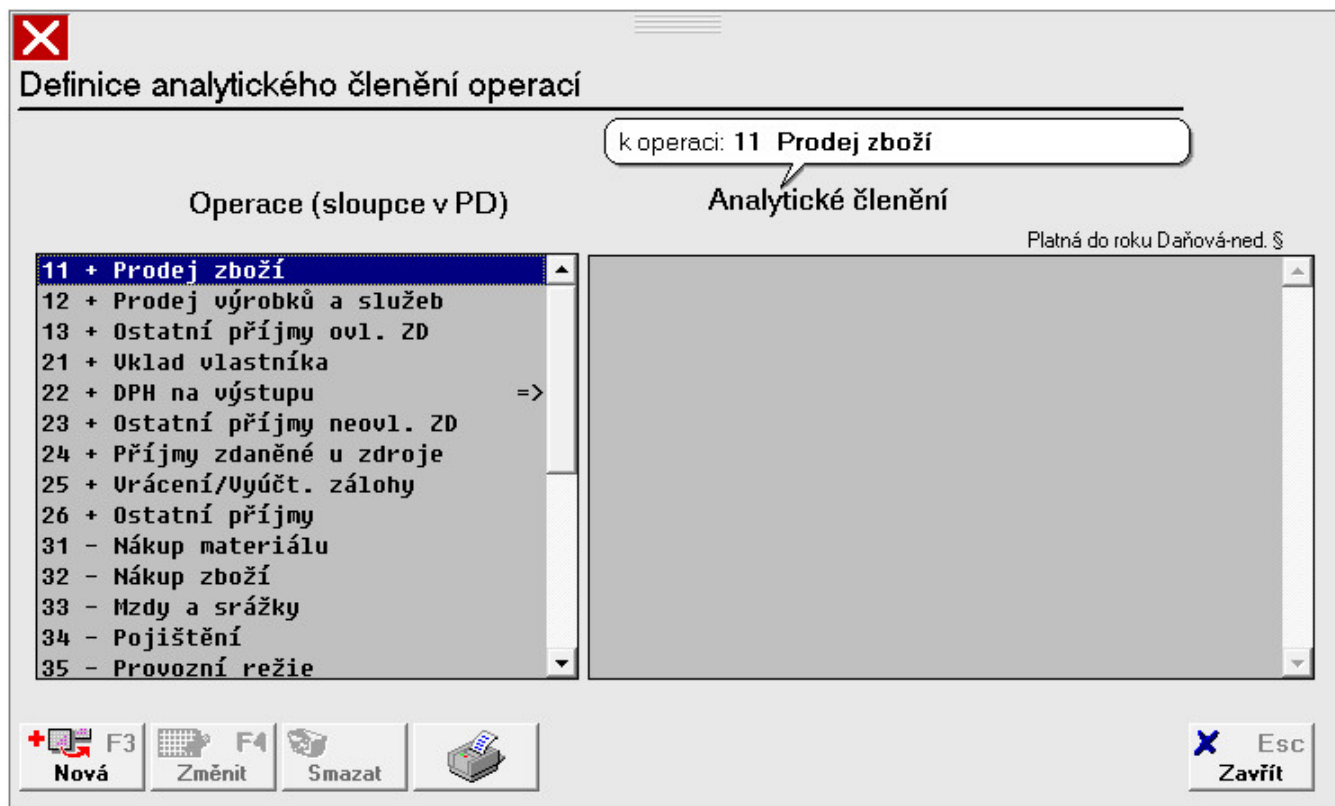 Definice analytického členění operací
k operaci: 11 Prodej zboží
Operace (sloupce v PD)
Analytické členění
Platná do roku Daňová-ned. §
11 + Prodej zboží
12 + Prodej výrobků a služeb
13 + Ostatní příjmy ovl. ZD
21 + Vklad vlastníka
22 + DPH na výstupu =>
23 + Ostatní příjmy neovl. ZD
24 + Příjmy zdaněné u zdroje
25 + Vrácení/Vyúčt. zálohy
26 + Ostatní příjmy
31 - Nákup materiálu
32 - Nákup zboží
33 - Mzdy a srážky
34 - Pojištění
35 - Provozní režie
F3 Nová
F4 Změnit
Smazat
Esc Zavřít